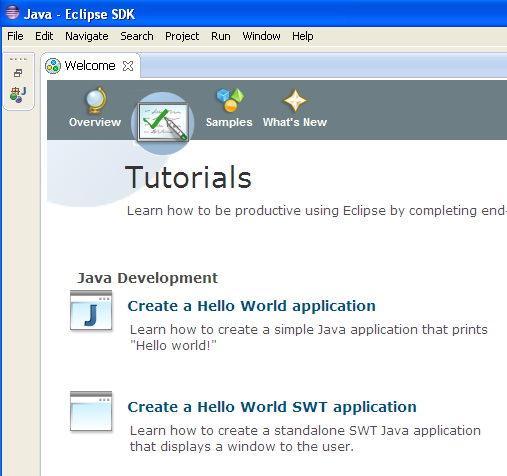 Java - Eclipse SDK
File Edit Navigate Search Project Run Window Help
Welcome
Overview Samples What's New
Tutorials
Learn how to be productive using Eclipse by completing end-
Java Development
J
Create a Hello World application
Learn how to create a simple Java application that prints
"Hello world!"
Create a Hello World SWT application
Learn how to create a standalone SWT Java application
that displays a window to the user.